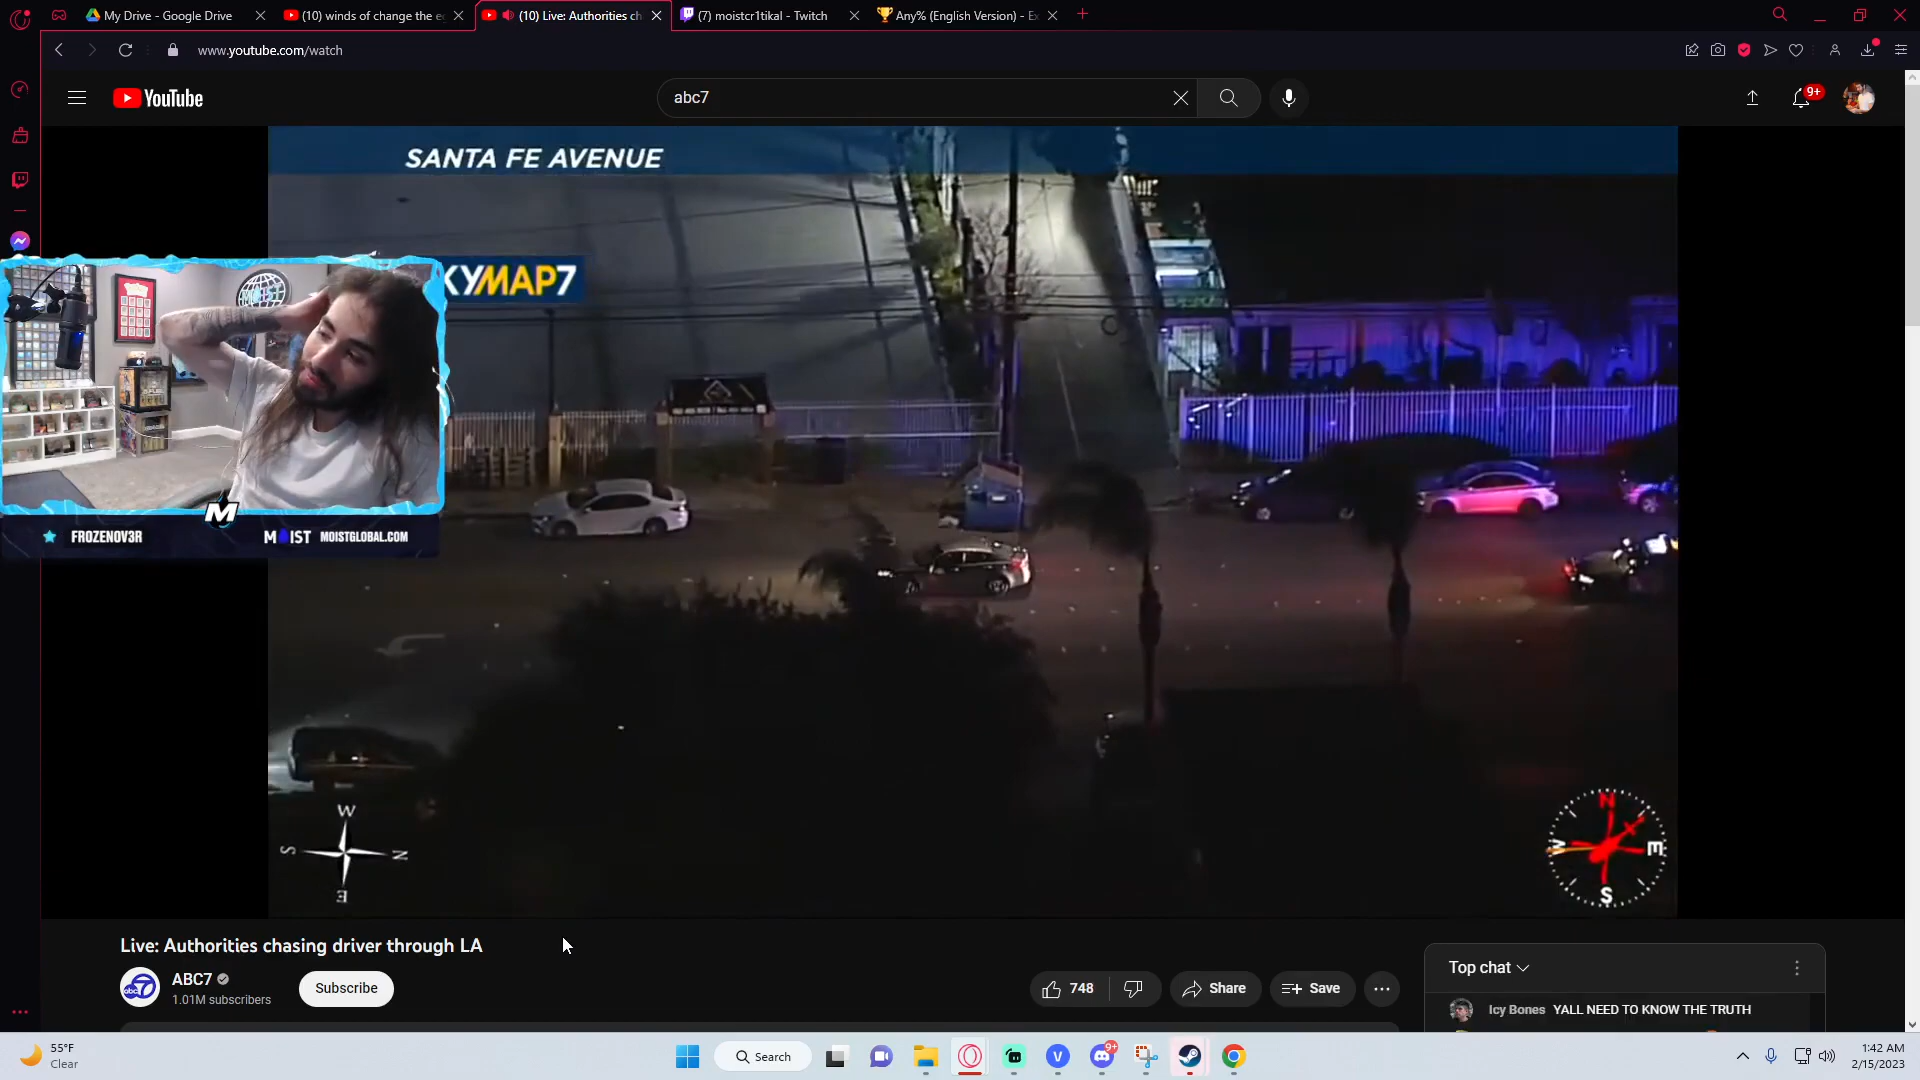 My Drive - Google Drive
(10) winds of change the e
(10) Live: Authorities ch
(7) moistcr1tikal - Twitch
Any% (English Version) - Ex
www.youtube.com/watch
YouTube
abc7
9+
SANTA FE AVENUE
KYMAP7
FROZENOV3R
MOIST
MOISTGLOBAL.COM
W
S
N
E
N
W
E
S
Live: Authorities chasing driver through LA
ABC7
1.01M subscribers
Subscribe
748
Share
Save
Top chat
Icy Bones YALL NEED TO KNOW THE TRUTH
55°F
Clear
Search
9+
1:42 AM
2/15/2023